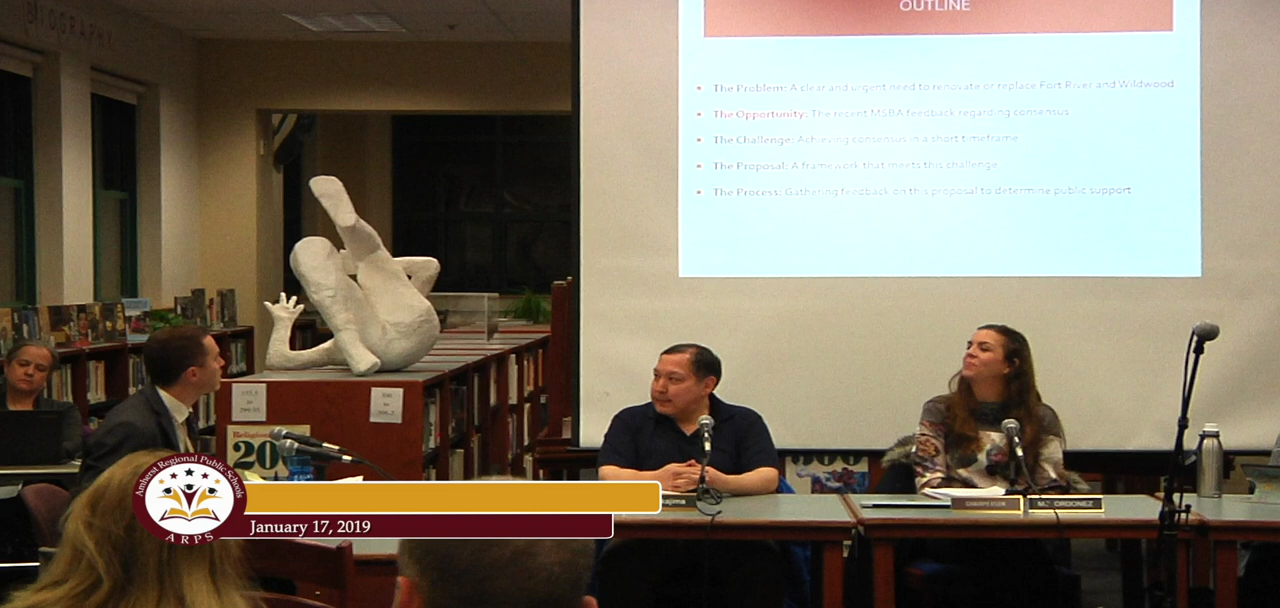 BIOGRAPHY
OUTLINE
▪ The Problem: A clear and urgent need to renovate or replace Fort River and Wildwood
▪ The Opportunity: The recent MSBA feedback regarding consensus
▪ The Challenge: Achieving consensus in a short timeframe
▪ The Proposal: A framework that meets this challenge
▪ The Process: Gathering feedback on this proposal to determine public support
20
Amherst Regional Public Schools
ARPS
January 17, 2019
CHAIRPERSON
ORDONEZ